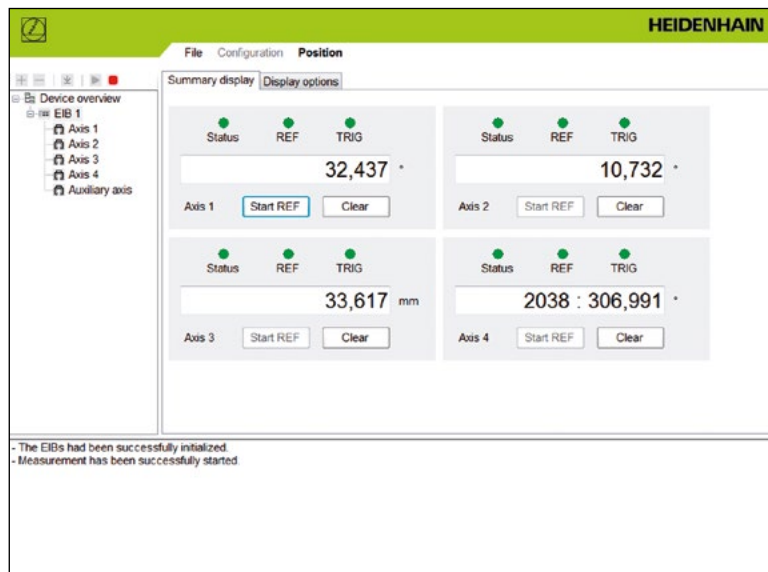 HEIDENHAIN
File Configuration Position
Summary display Display options
Device overview
EIB 1
Axis 1
Axis 2
Axis 3
Axis 4
Auxiliary axis
Status REF TRIG
32,437 °
Axis 1 Start REF Clear
Status REF TRIG
10,732 °
Axis 2 Start REF Clear
Status REF TRIG
33,617 mm
Axis 3 Start REF Clear
Status REF TRIG
2038 : 306,991 °
Axis 4 Start REF Clear
- The EIBs had been successfully initialized.
- Measurement has been successfully started.